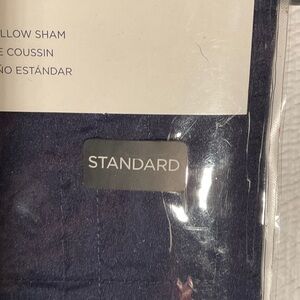 LLOW SHAM
E COUSSIN
ÑO ESTÁNDAR
STANDARD